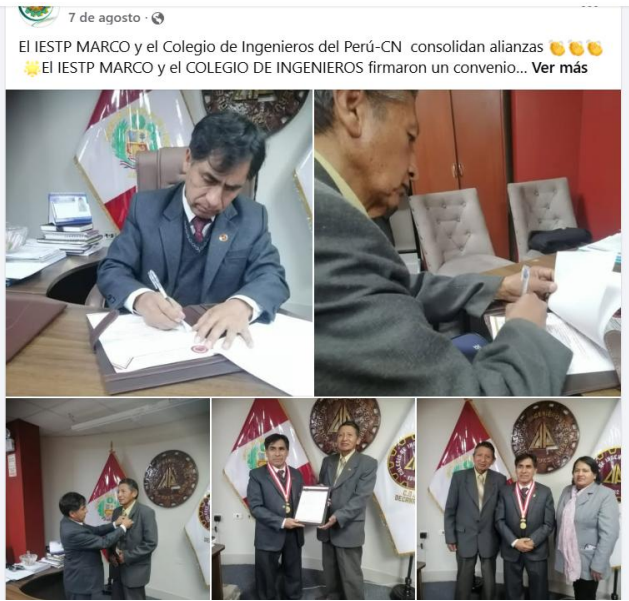 7 de agosto ·
El IESTP MARCO y el Colegio de Ingenieros del Perú-CN consolidan alianzas 👏👏👏
🌟El IESTP MARCO y el COLEGIO DE INGENIEROS firmaron un convenio... Ver más